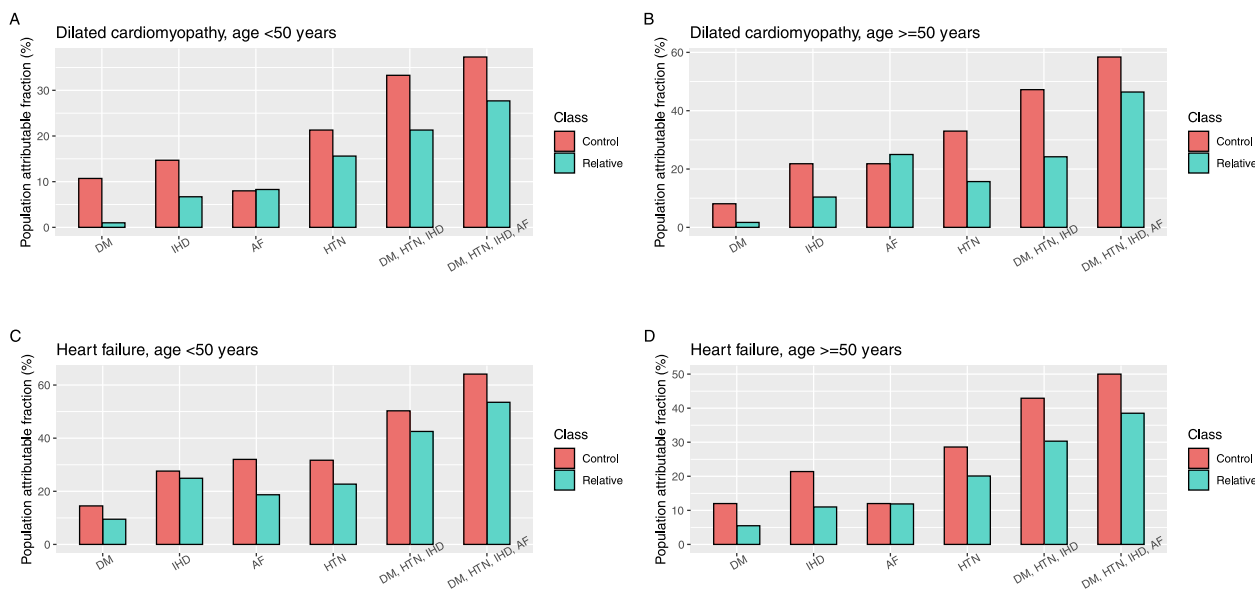 A
Dilated cardiomyopathy, age <50 years
Population attributable fraction (%)
30
20
10
0
DM
IHD
AF
HTN
DM, HTN, IHD
DM, HTN, IHD, AF
Class
Control
Relative
B
Dilated cardiomyopathy, age >=50 years
Population attributable fraction (%)
60
40
20
0
DM
IHD
AF
HTN
DM, HTN, IHD
DM, HTN, IHD, AF
Class
Control
Relative
C
Heart failure, age <50 years
Population attributable fraction (%)
60
40
20
0
DM
IHD
AF
HTN
DM, HTN, IHD
DM, HTN, IHD, AF
Class
Control
Relative
D
Heart failure, age >=50 years
Population attributable fraction (%)
50
40
30
20
10
0
DM
IHD
AF
HTN
DM, HTN, IHD
DM, HTN, IHD, AF
Class
Control
Relative